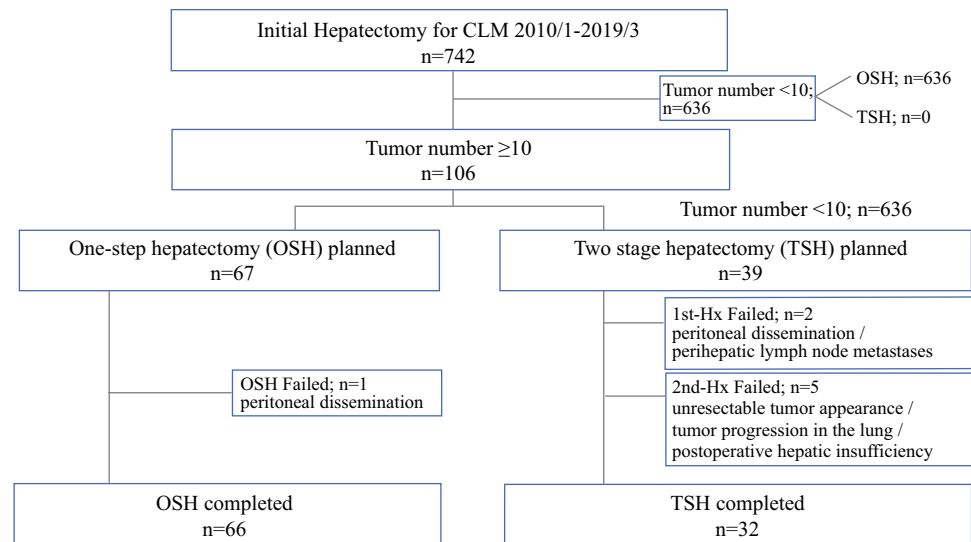 Initial Hepatectomy for CLM 2010/1-2019/3
n=742
Tumor number <10;
n=636
OSH; n=636
TSH; n=0
Tumor number ≥10
n=106
Tumor number <10; n=636
One-step hepatectomy (OSH) planned
n=67
Two stage hepatectomy (TSH) planned
n=39
1st-Hx Failed; n=2
peritoneal dissemination /
perihepatic lymph node metastases
OSH Failed; n=1
peritoneal dissemination
2nd-Hx Failed; n=5
unresectable tumor appearance /
tumor progression in the lung /
postoperative hepatic insufficiency
OSH completed
n=66
TSH completed
n=32